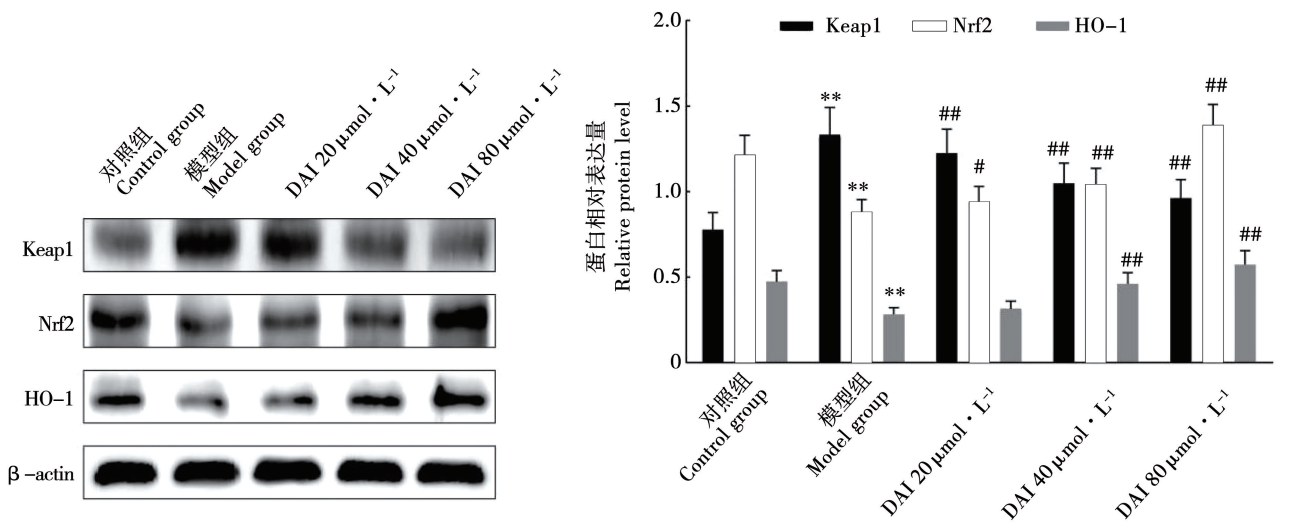 对照组
Control group
模型组
Model group
DAI 20 μmol·L⁻¹
DAI 40 μmol·L⁻¹
DAI 80 μmol·L⁻¹
Keap1
Nrf2
HO-1
β-actin
Keap1 Nrf2 HO-1
蛋白相对表达量
Relative protein level
2.0
1.5
1.0
0.5
0
** ** **
## #
## ## ##
## ## ##
对照组
Control group
模型组
Model group
DAI 20 μmol·L⁻¹
DAI 40 μmol·L⁻¹
DAI 80 μmol·L⁻¹